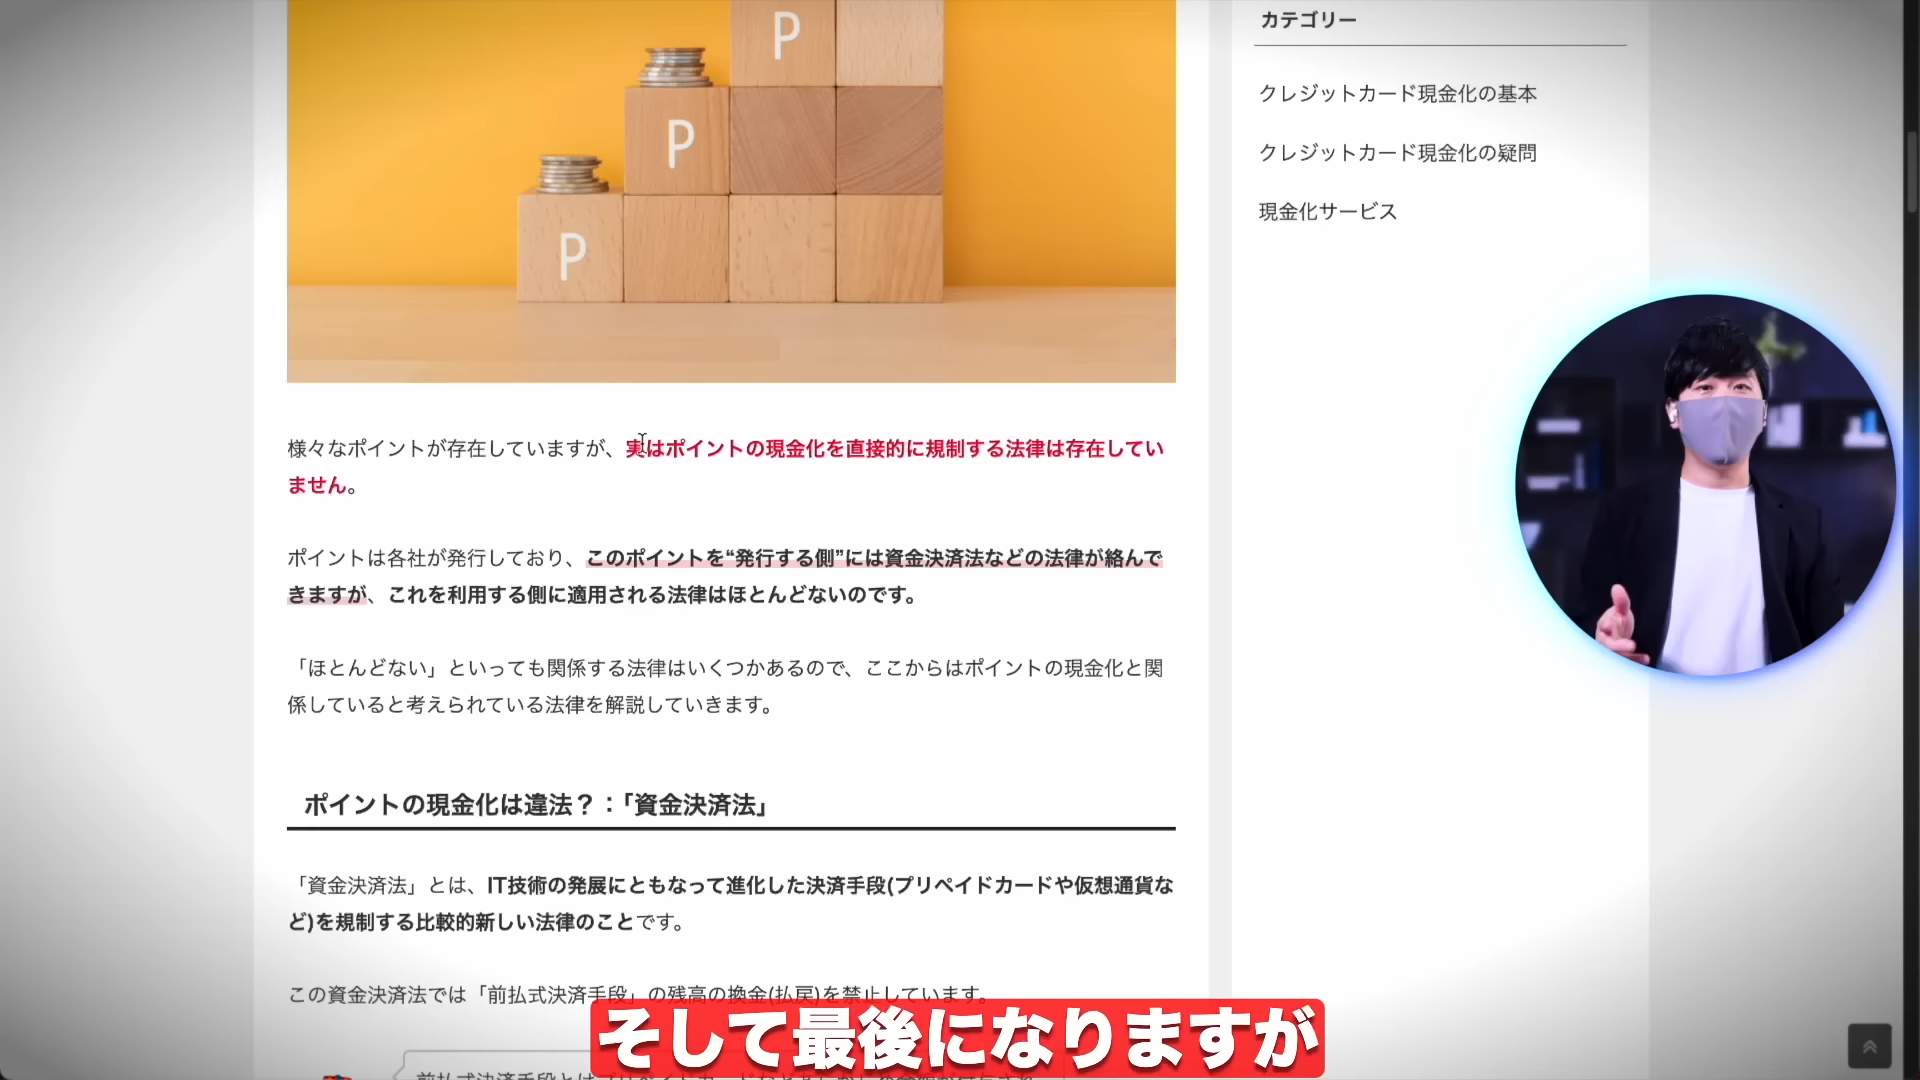 P
P
P
様々なポイントが存在していますが、実はポイントの現金化を直接的に規制する法律は存在してい
ません。
ポイントは各社が発行しており、このポイントを“発行する側”には資金決済法などの法律が絡んで
きますが、これを利用する側に適用される法律はほとんどないのです。
「ほとんどない」といっても関係する法律はいくつかあるので、ここからはポイントの現金化と関
係していると考えられている法律を解説していきます。
ポイントの現金化は違法？：「資金決済法」
「資金決済法」とは、IT技術の発展にともなって進化した決済手段(プリペイドカードや仮想通貨な
ど)を規制する比較的新しい法律のことです。
この資金決済法では「前払式決済手段」の残高の換金(払戻)を禁止しています。
カテゴリー
クレジットカード現金化の基本
クレジットカード現金化の疑問
現金化サービス
そして最後になりますが